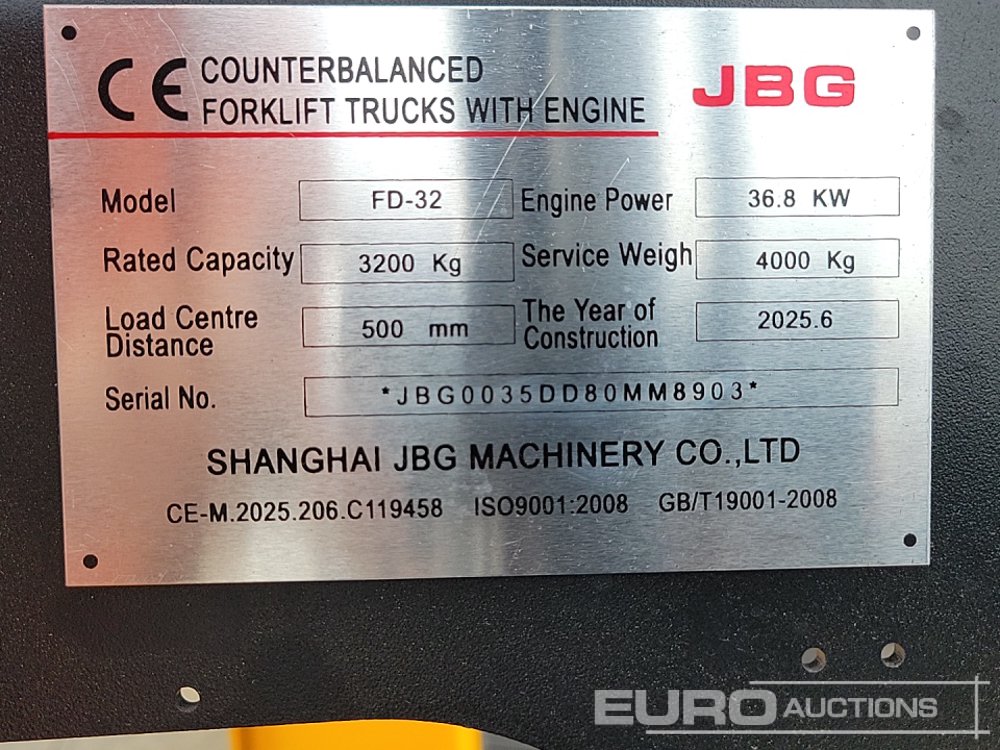 CE COUNTERBALANCED
FORKLIFT TRUCKS WITH ENGINE
JBG
Model FD-32 Engine Power 36.8 KW
Rated Capacity 3200 Kg Service Weigh 4000 Kg
Load Centre
Distance 500 mm
The Year of
Construction 2025.6
Serial No. *JBG0035DD80MM8903*
SHANGHAI JBG MACHINERY CO.,LTD
CE-M.2025.206.C119458 ISO9001:2008 GB/T19001-2008
EURO AUCTIONS